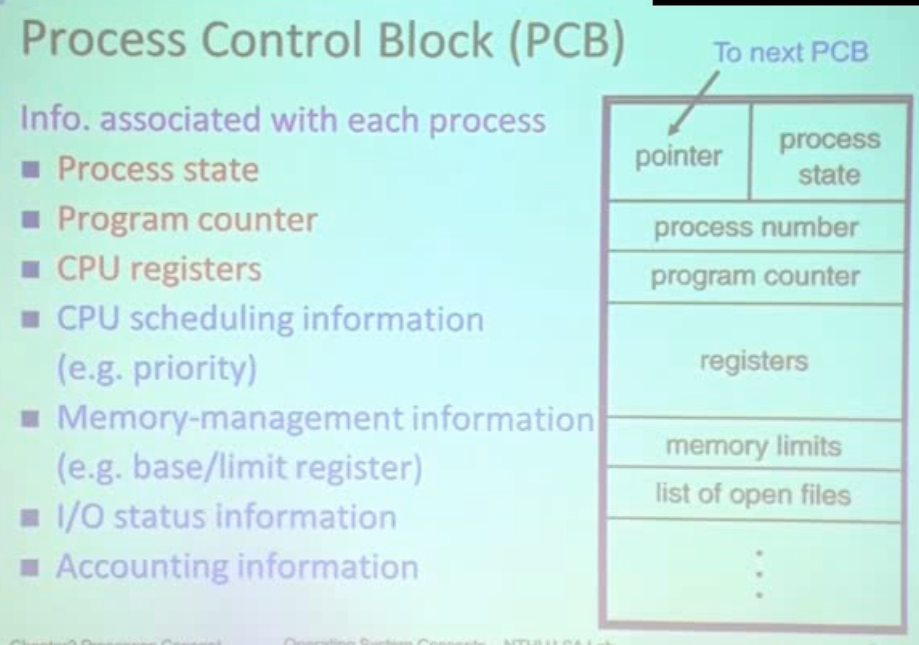 Process Control Block (PCB)
To next PCB
Info. associated with each process
■ Process state
■ Program counter
■ CPU registers
■ CPU scheduling information
(e.g. priority)
■ Memory-management information
(e.g. base/limit register)
■ I/O status information
■ Accounting information
pointer
process
state
process number
program counter
registers
memory limits
list of open files
Operating System Concepts